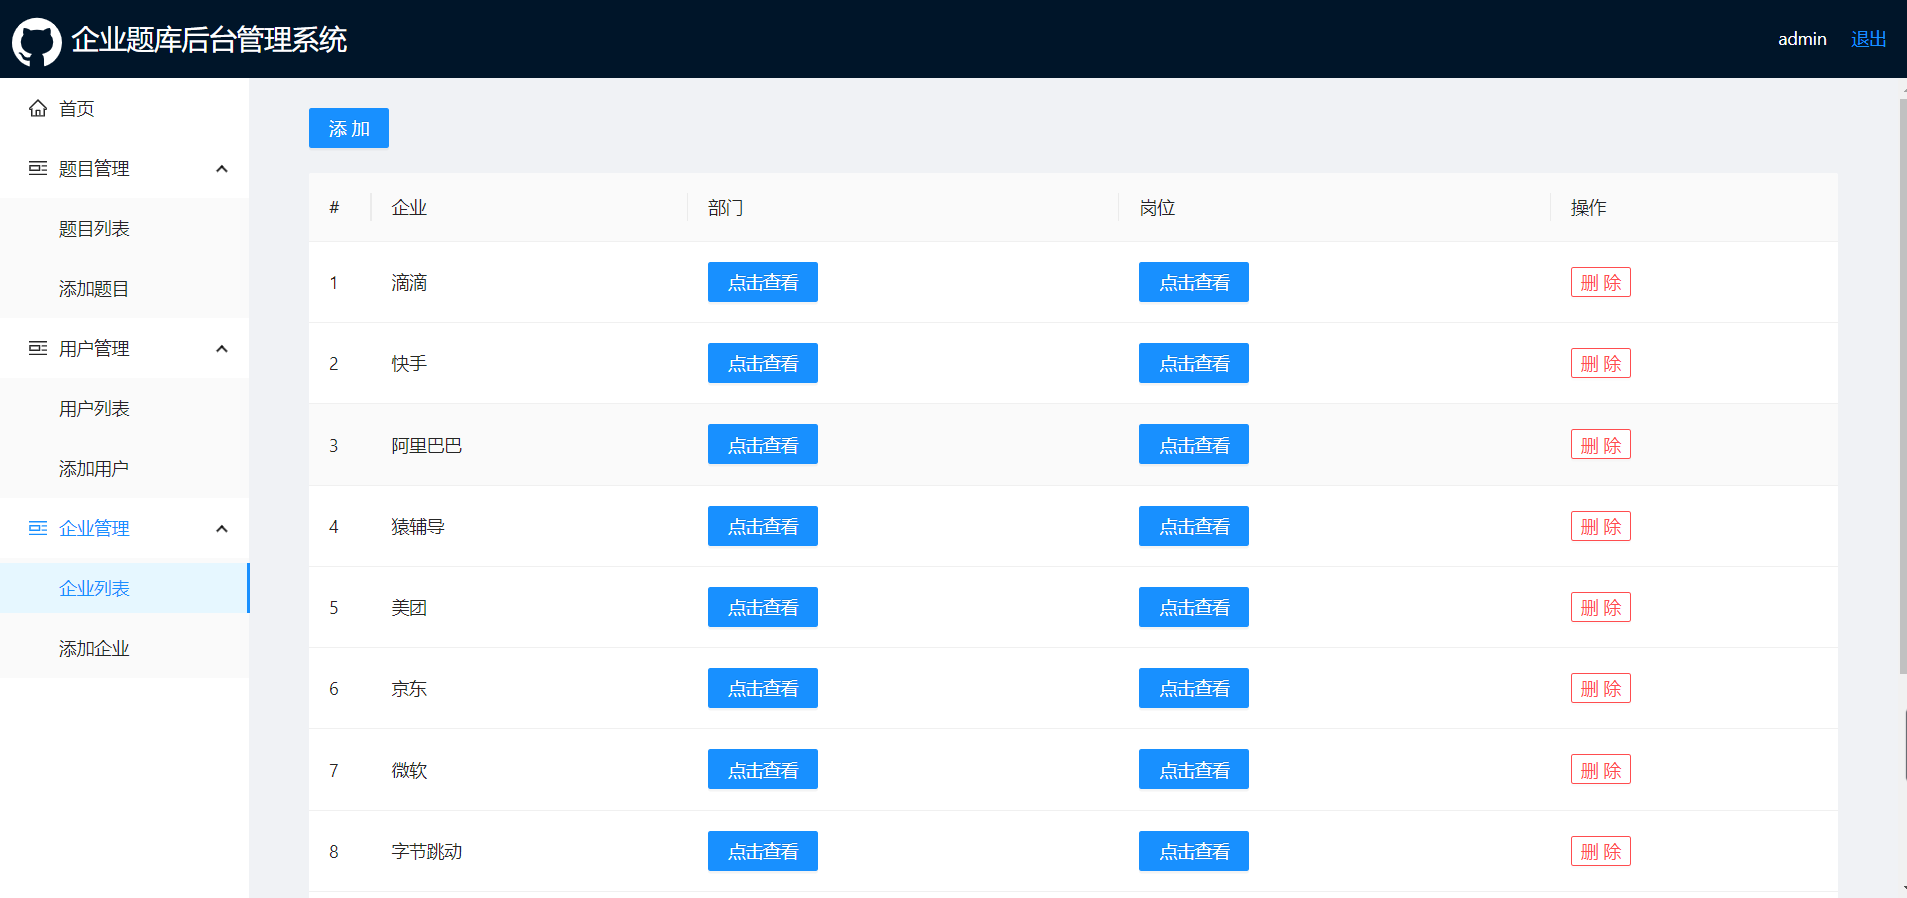 企业题库后台管理系统
admin 退出
首页
题目管理
题目列表
添加题目
用户管理
用户列表
添加用户
企业管理
企业列表
添加企业
添 加
# 企业 部门 岗位 操作
1 滴滴 点击查看 点击查看 删 除
2 快手 点击查看 点击查看 删 除
3 阿里巴巴 点击查看 点击查看 删 除
4 猿辅导 点击查看 点击查看 删 除
5 美团 点击查看 点击查看 删 除
6 京东 点击查看 点击查看 删 除
7 微软 点击查看 点击查看 删 除
8 字节跳动 点击查看 点击查看 删 除